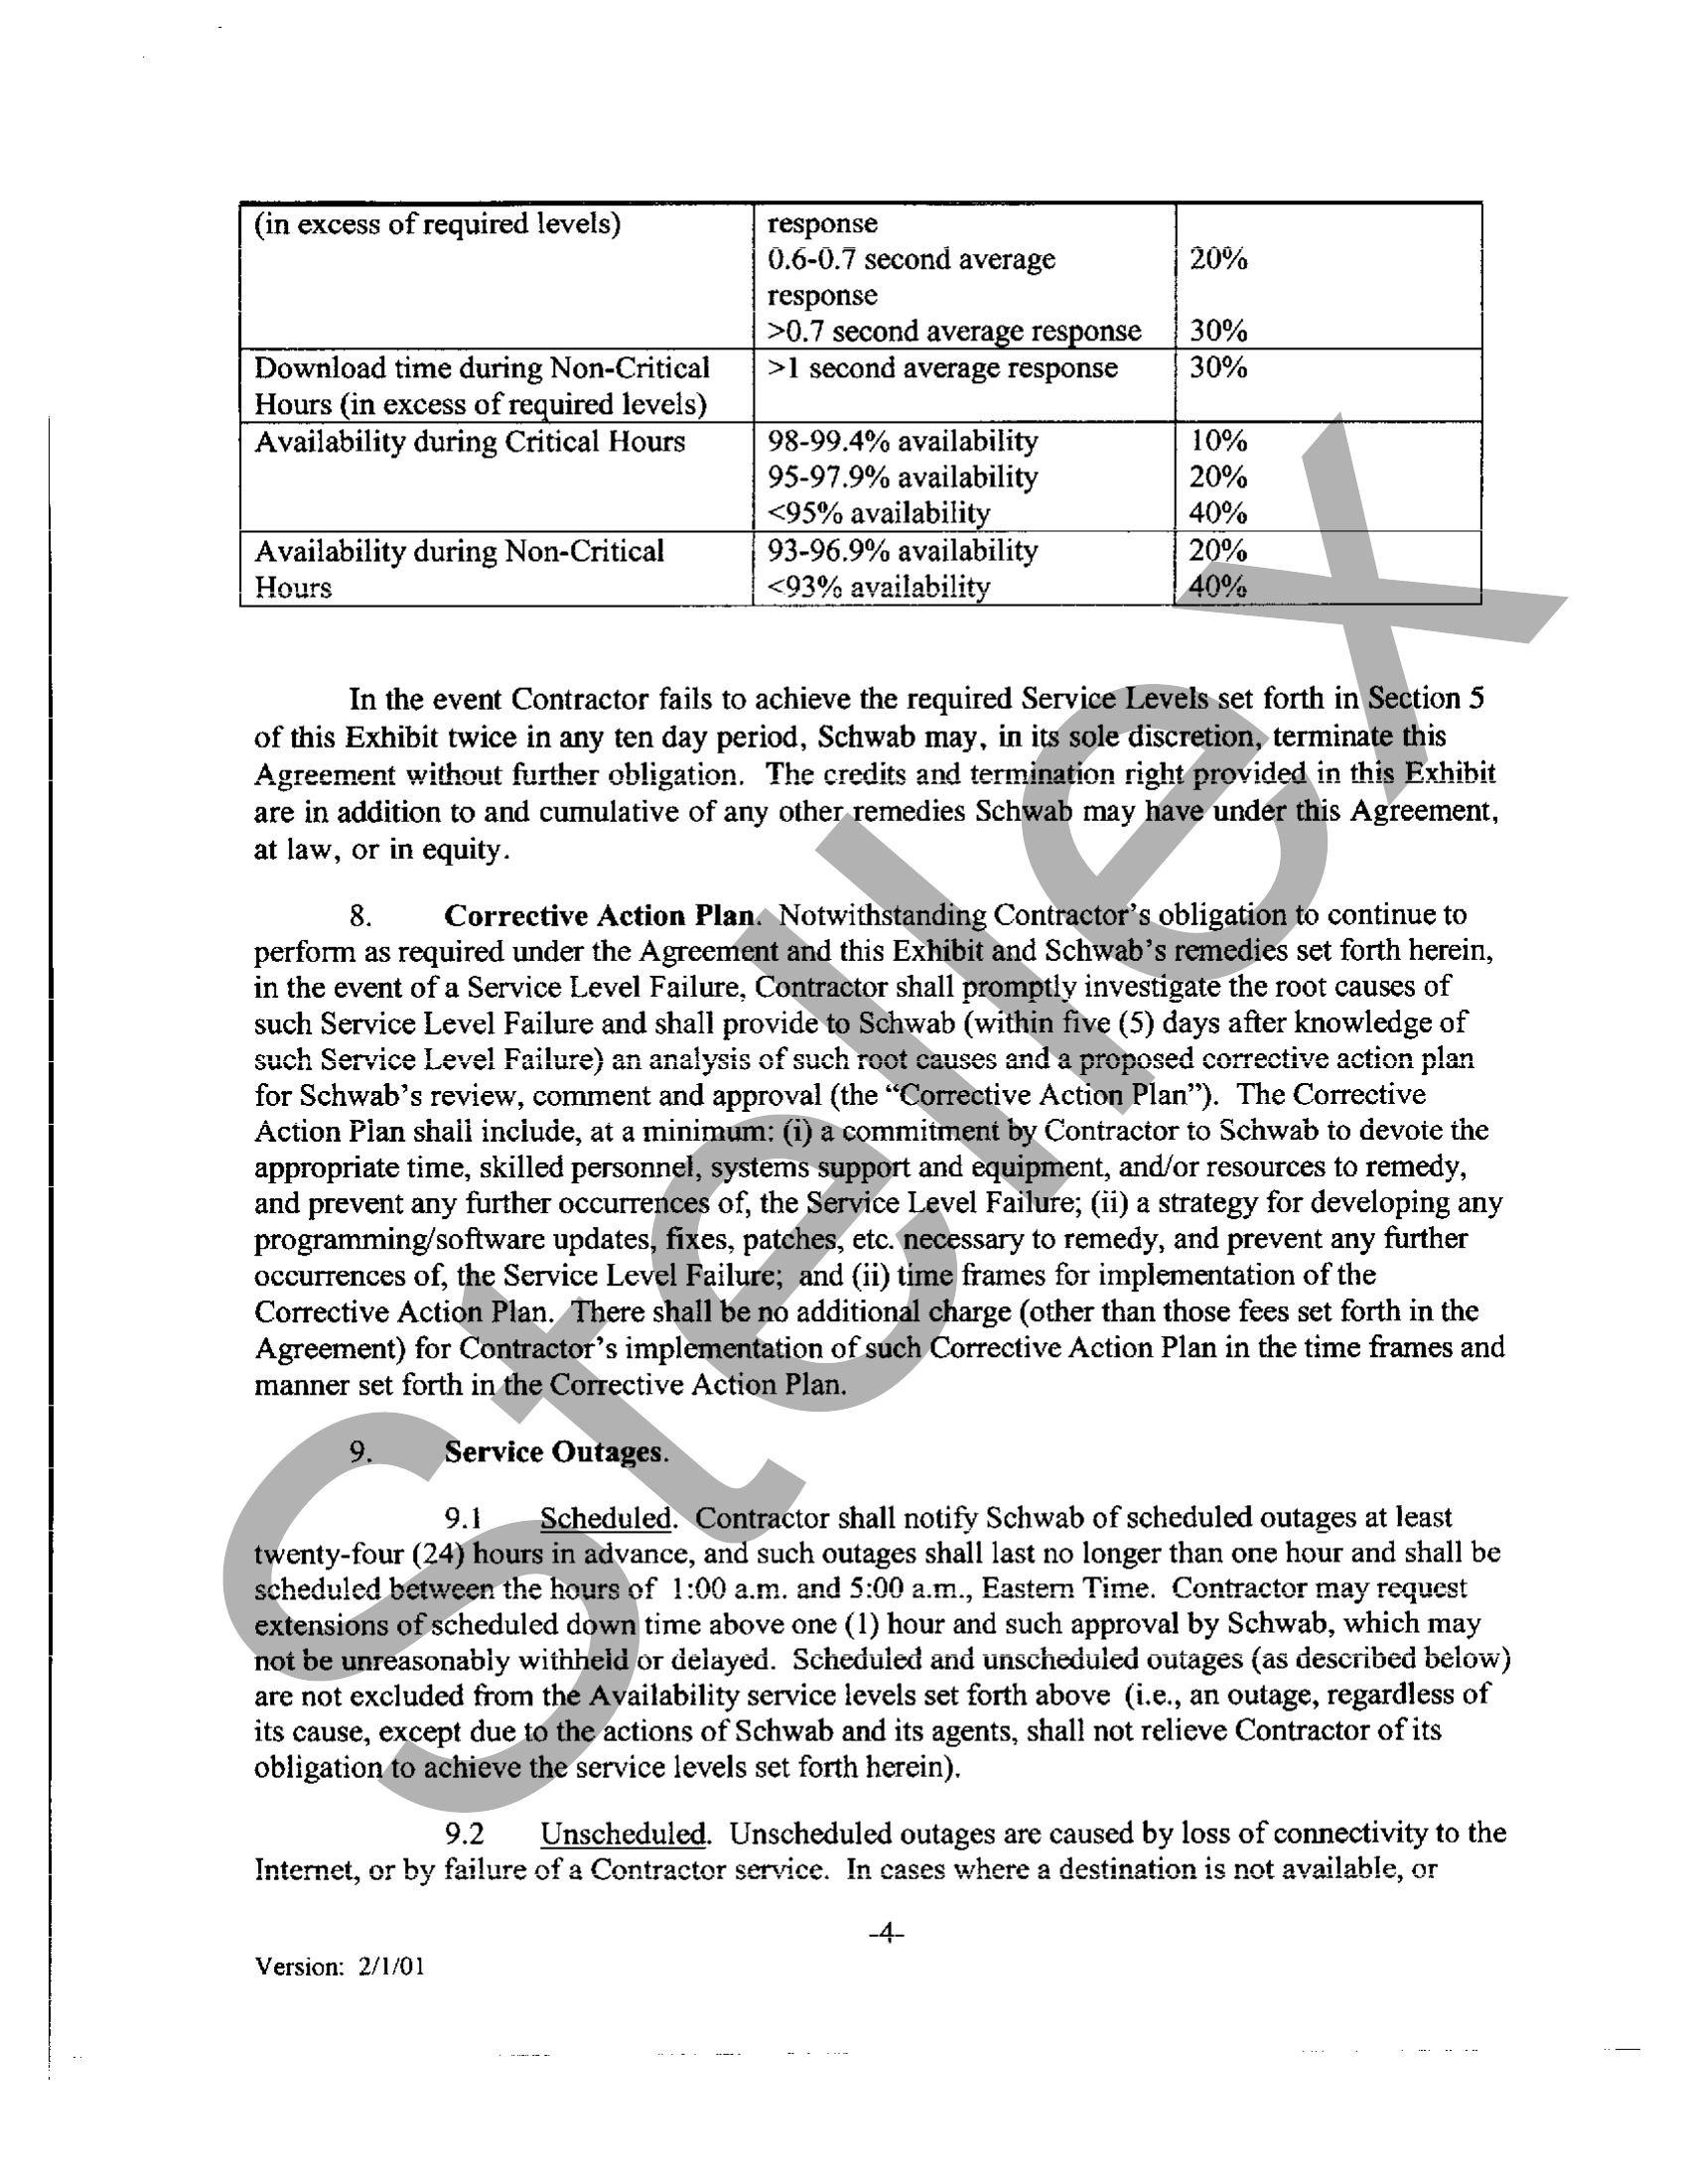 (in excess of required levels) response
0.6-0.7 second average 20%
response
>0.7 second average response 30%
Download time during Non-Critical >1 second average response 30%
Hours (in excess of required levels)
Availability during Critical Hours 98-99.4% availability 10%
95-97.9% availability 20%
<95% availability 40%
Availability during Non-Critical 93-96.9% availability 20%
Hours <93% availability 40%
In the event Contractor fails to achieve the required Service Levels set forth in Section 5
of this Exhibit twice in any ten day period, Schwab may, in its sole discretion, terminate this
Agreement without further obligation. The credits and termination right provided in this Exhibit
are in addition to and cumulative of any other remedies Schwab may have under this Agreement,
at law, or in equity.
8. Corrective Action Plan. Notwithstanding Contractor's obligation to continue to
perform as required under the Agreement and this Exhibit and Schwab's remedies set forth herein,
in the event of a Service Level Failure, Contractor shall promptly investigate the root causes of
such Service Level Failure and shall provide to Schwab (within five (5) days after knowledge of
such Service Level Failure) an analysis of such root causes and a proposed corrective action plan
for Schwab's review, comment and approval (the “Corrective Action Plan”). The Corrective
Action Plan shall include, at a minimum: (i) a commitment by Contractor to Schwab to devote the
appropriate time, skilled personnel, systems support and equipment, and/or resources to remedy,
and prevent any further occurrences of, the Service Level Failure; (ii) a strategy for developing any
programming/software updates, fixes, patches, etc. necessary to remedy, and prevent any further
occurrences of, the Service Level Failure; and (ii) time frames for implementation of the
Corrective Action Plan. There shall be no additional charge (other than those fees set forth in the
Agreement) for Contractor's implementation of such Corrective Action Plan in the time frames and
manner set forth in the Corrective Action Plan.
9. Service Outages.
9.1 Scheduled. Contractor shall notify Schwab of scheduled outages at least
twenty-four (24) hours in advance, and such outages shall last no longer than one hour and shall be
scheduled between the hours of 1:00 a.m. and 5:00 a.m., Eastern Time. Contractor may request
extensions of scheduled down time above one (1) hour and such approval by Schwab, which may
not be unreasonably withheld or delayed. Scheduled and unscheduled outages (as described below)
are not excluded from the Availability service levels set forth above (i.e., an outage, regardless of
its cause, except due to the actions of Schwab and its agents, shall not relieve Contractor of its
obligation to achieve the service levels set forth herein).
9.2 Unscheduled. Unscheduled outages are caused by loss of connectivity to the
Internet, or by failure of a Contractor service. In cases where a destination is not available, or
-4-
Version: 2/1/01
Stellex